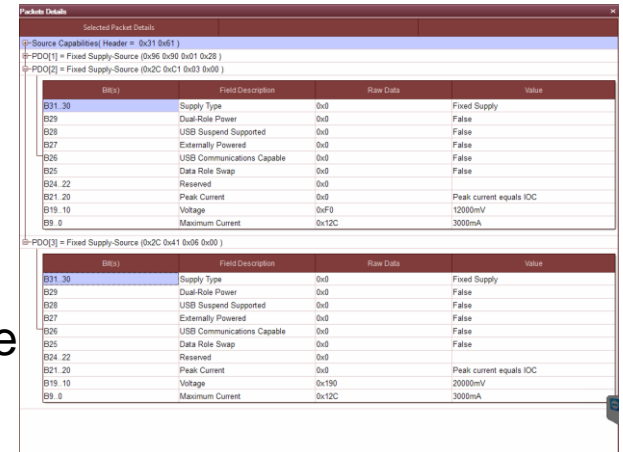 Packets Details
Selected Packet Details
Source Capabilities( Header = 0x31 0x61 )
PDO[1] = Fixed Supply-Source (0x96 0x90 0x01 0x28 )
PDO[2] = Fixed Supply-Source (0x2C 0xC1 0x03 0x00 )
Bit(s) Field Description Raw Data Value
B31..30 Supply Type 0x0 Fixed Supply
B29 Dual-Role Power 0x0 False
B28 USB Suspend Supported 0x0 False
B27 Externally Powered 0x0 False
B26 USB Communications Capable 0x0 False
B25 Data Role Swap 0x0 False
B24..22 Reserved 0x0
B21..20 Peak Current 0x0 Peak current equals IOC
B19..10 Voltage 0xF0 12000mV
B9..0 Maximum Current 0x12C 3000mA
PDO[3] = Fixed Supply-Source (0x2C 0x41 0x06 0x00 )
Bit(s) Field Description Raw Data Value
B31..30 Supply Type 0x0 Fixed Supply
B29 Dual-Role Power 0x0 False
B28 USB Suspend Supported 0x0 False
B27 Externally Powered 0x0 False
e
B26 USB Communications Capable 0x0 False
B25 Data Role Swap 0x0 False
B24..22 Reserved 0x0
B21..20 Peak Current 0x0 Peak current equals IOC
B19..10 Voltage 0x190 20000mV
B9..0 Maximum Current 0x12C 3000mA